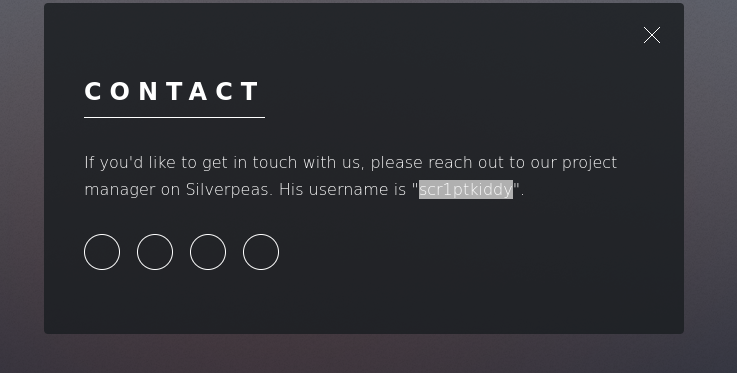 CONTACT
If you'd like to get in touch with us, please reach out to our project
manager on Silverpeas. His username is "scr1ptkiddy".